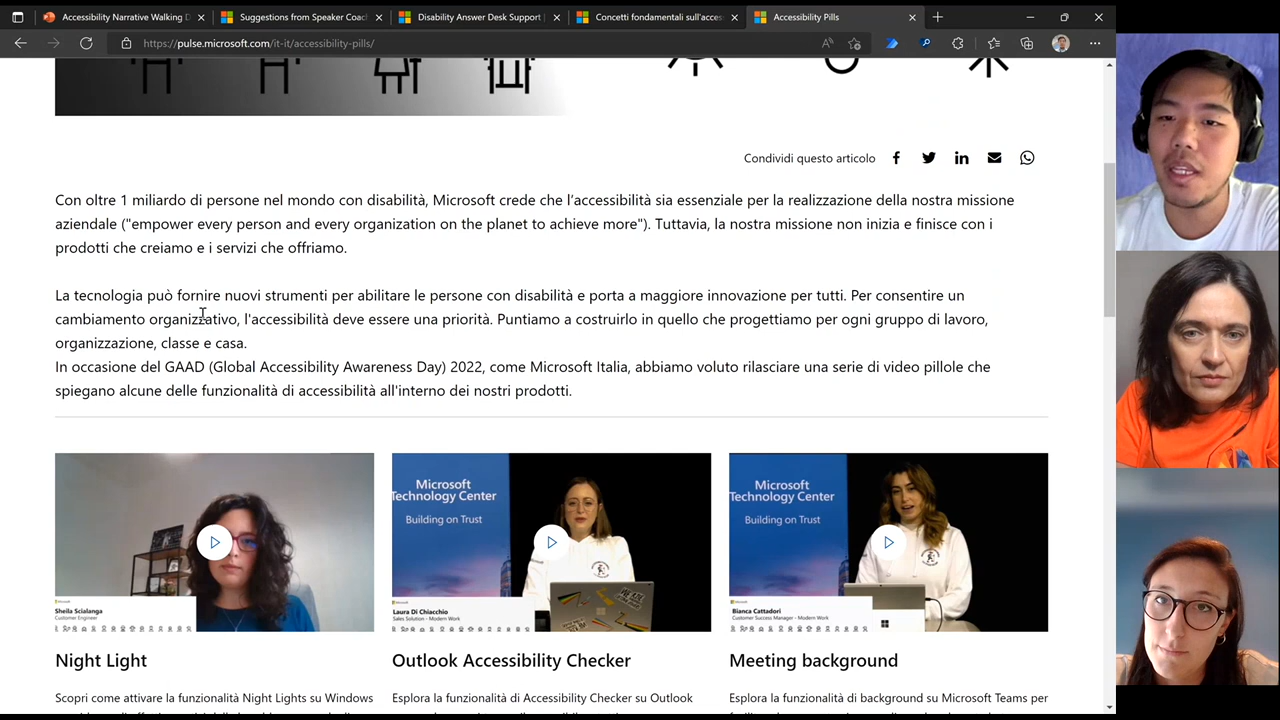 Accessibility Narrative Walking D
Suggestions from Speaker Coach
Disability Answer Desk Support |
Concetti fondamentali sull'acces
Accessibility Pills
https://pulse.microsoft.com/it-it/accessibility-pills/
Condividi questo articolo
Con oltre 1 miliardo di persone nel mondo con disabilità, Microsoft crede che l'accessibilità sia essenziale per la realizzazione della nostra missione
aziendale ("empower every person and every organization on the planet to achieve more"). Tuttavia, la nostra missione non inizia e finisce con i
prodotti che creiamo e i servizi che offriamo.
La tecnologia può fornire nuovi strumenti per abilitare le persone con disabilità e porta a maggiore innovazione per tutti. Per consentire un
cambiamento organizzativo, l'accessibilità deve essere una priorità. Puntiamo a costruirlo in quello che progettiamo per ogni gruppo di lavoro,
organizzazione, classe e casa.
In occasione del GAAD (Global Accessibility Awareness Day) 2022, come Microsoft Italia, abbiamo voluto rilasciare una serie di video pillole che
spiegano alcune delle funzionalità di accessibilità all'interno dei nostri prodotti.
Sheila Scialanga
Customer Engineer
Microsoft
Technology Center
Building on Trust
Laura Di Chiacchio
Sales Solution - Modern Work
Microsoft
Technology Center
Building on Trust
Bianca Cattadori
Customer Success Manager - Modern Work
Night Light
Outlook Accessibility Checker
Meeting background
Scopri come attivare la funzionalità Night Lights su Windows
Esplora la funzionalità di Accessibility Checker su Outlook
Esplora la funzionalità di background su Microsoft Teams per